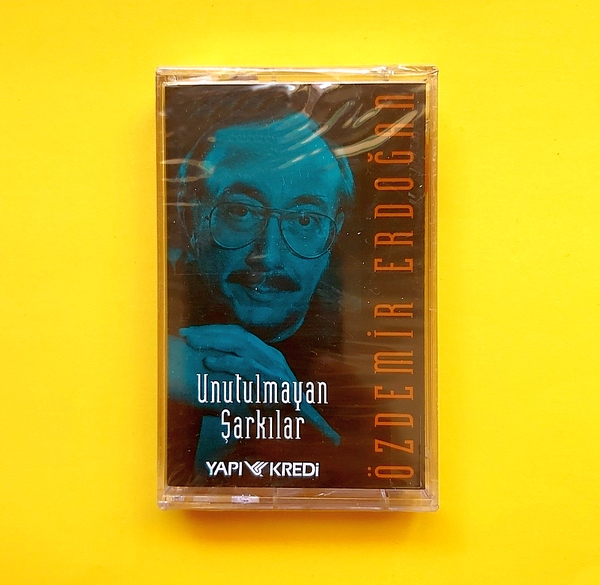 ÖZDEMİR ERDOĞAN
Unutulmayan
Şarkılar
YAPI KREDİ